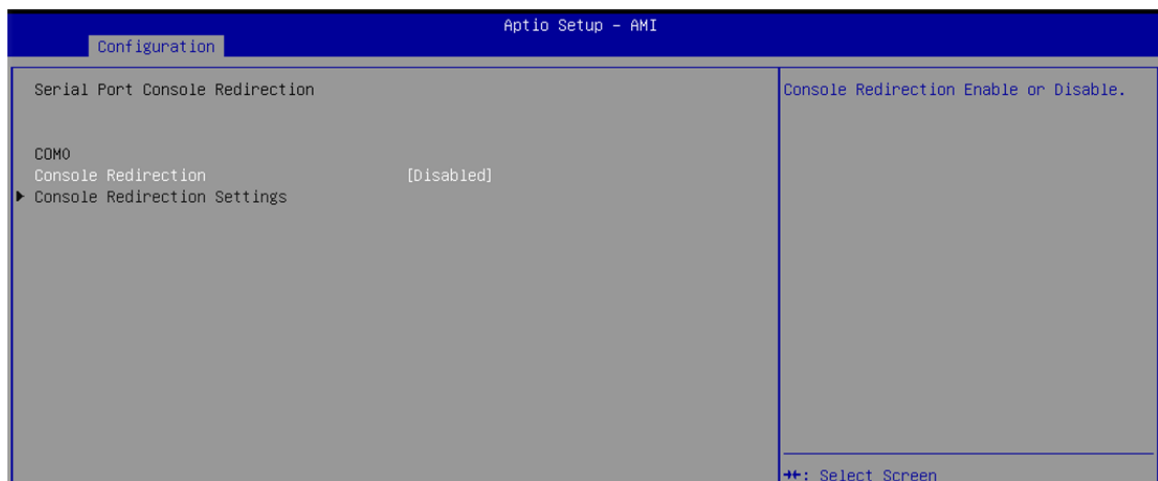 Aptio Setup – AMI
Configuration
Serial Port Console Redirection
COM0
Console Redirection [Disabled]
Console Redirection Settings
Console Redirection Enable or Disable.
→←: Select Screen